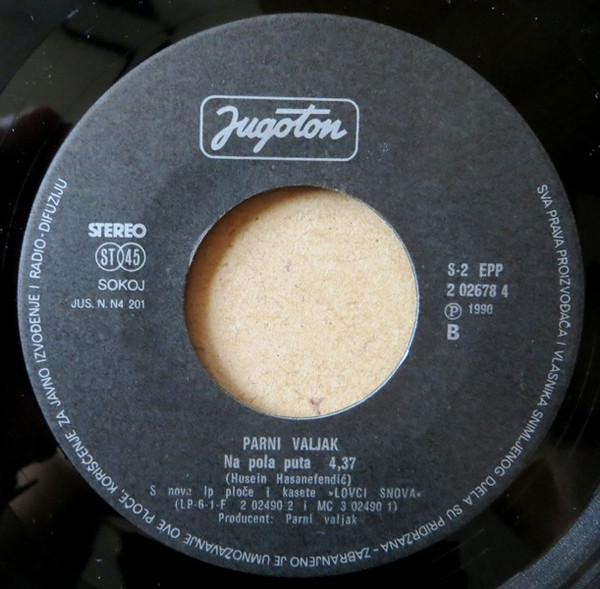 Jugoton
STEREO
ST 45
SOKOJ
JUS. N. N4 201
S-2 EPP
2 02678 4
Ⓟ 1990
B
PARNI VALJAK
Na pola puta 4,37
(Husein Hasanefendić)
S nove lp ploče i kasete »LOVCI SNOVA«
(LP-6-1-F 2 02490 2 i MC 3 02490 1)
Producent: Parni valjak
SVA PRAVA PROIZVOĐAČA I VLASNIKA SNIMLJENOG DJELA SU PRIDRŽANA - ZABRANJENO JE UMNOŽAVANJE OVE PLOČE, KORIŠĆENJE ZA JAVNO IZVOĐENJE I RADIO-DIFUZIJU